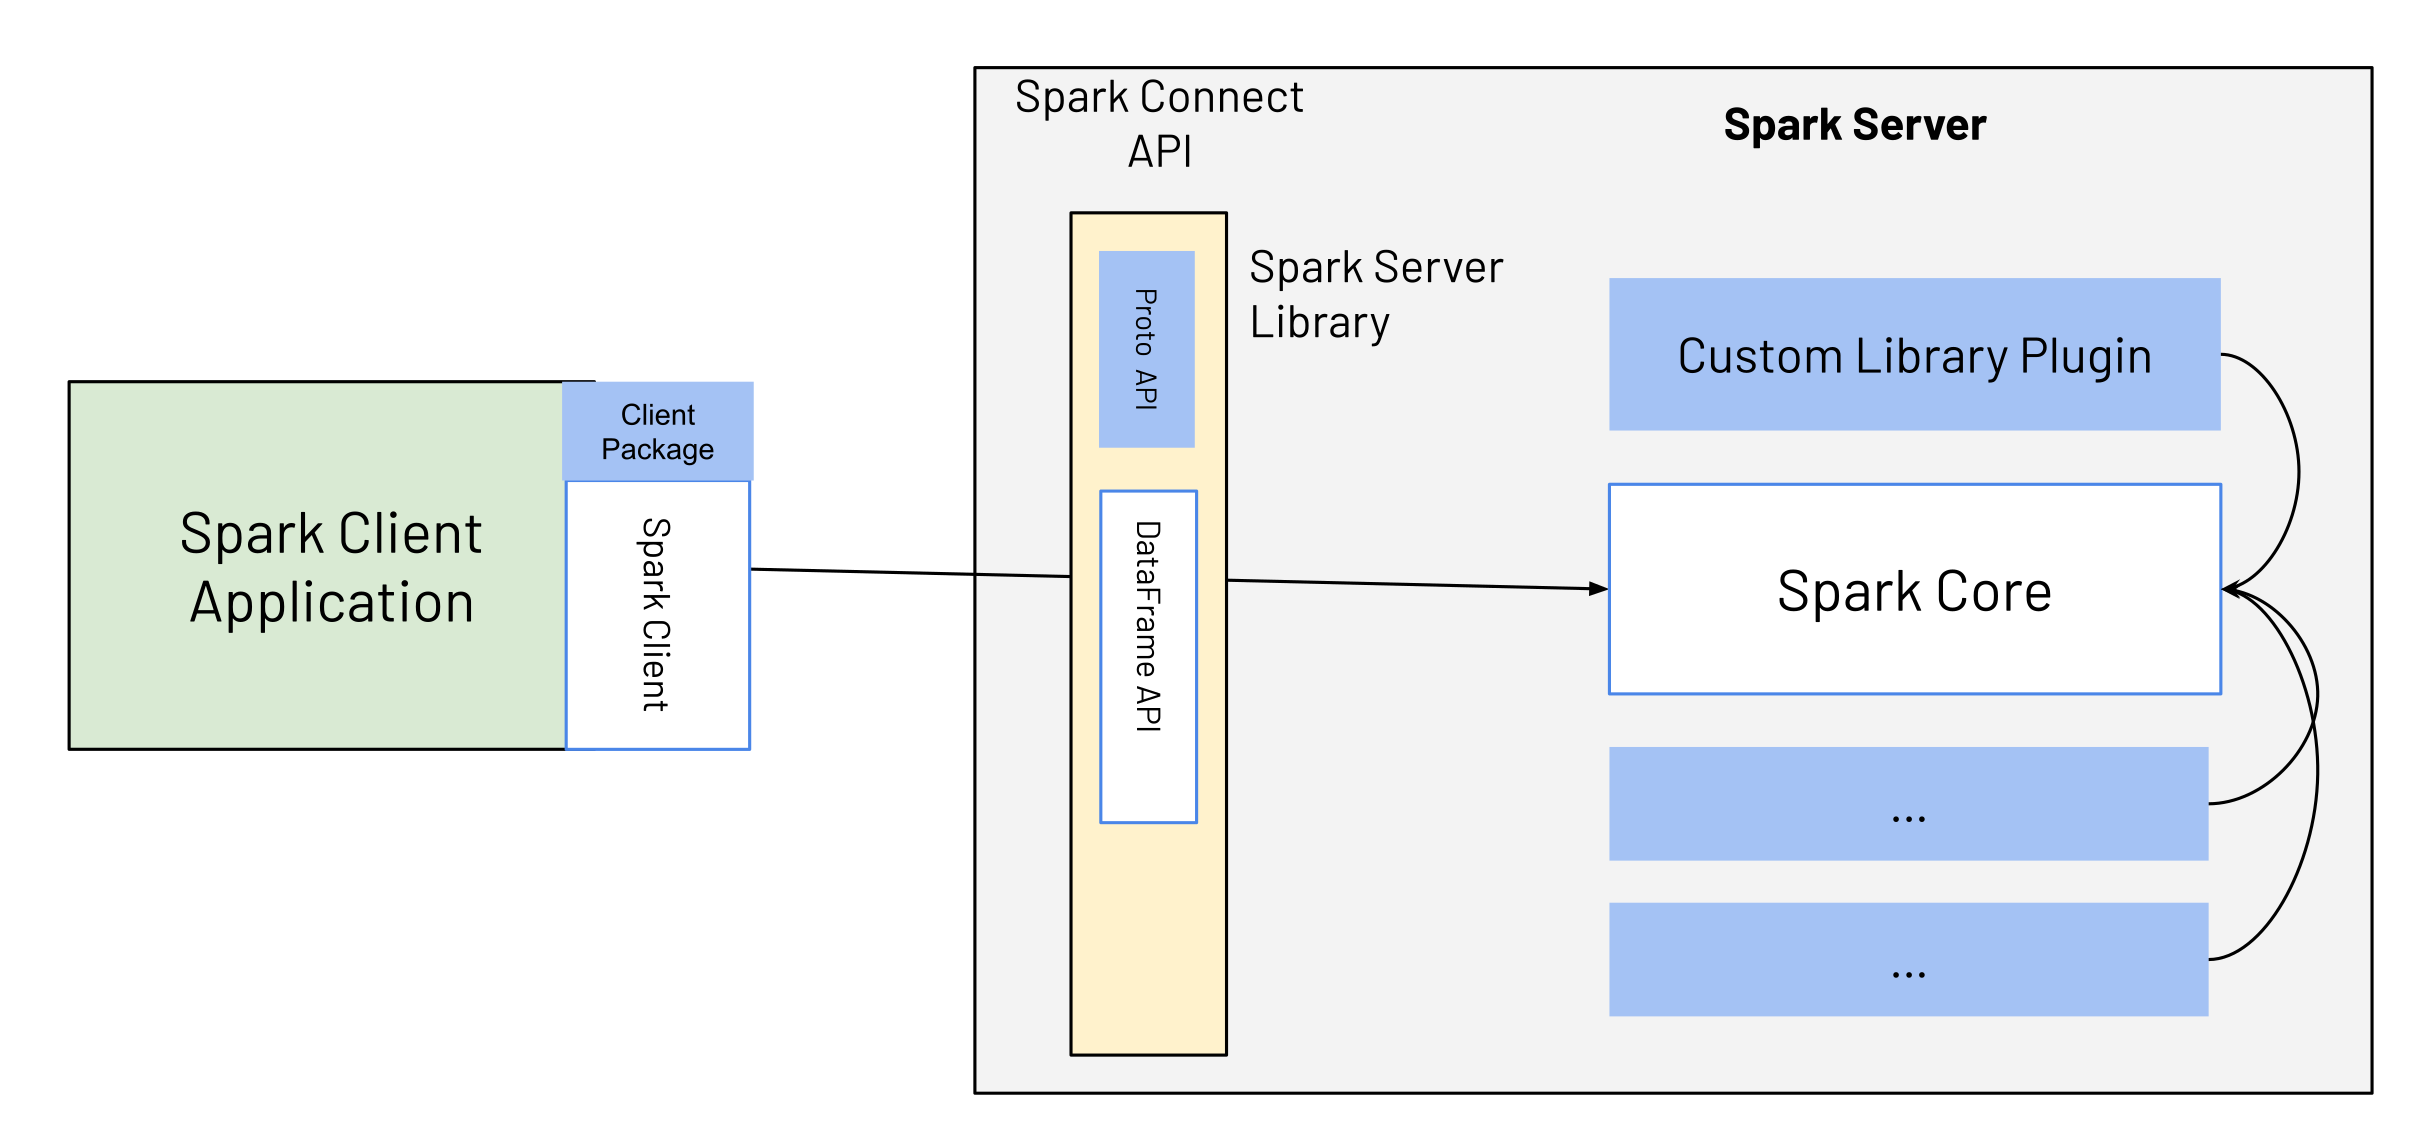 Spark Connect
API
Spark Server
Proto API
Spark Server
Library
Custom Library Plugin
Client
Package
Spark Client
Application
Spark Client
DataFrame API
Spark Core
...
...